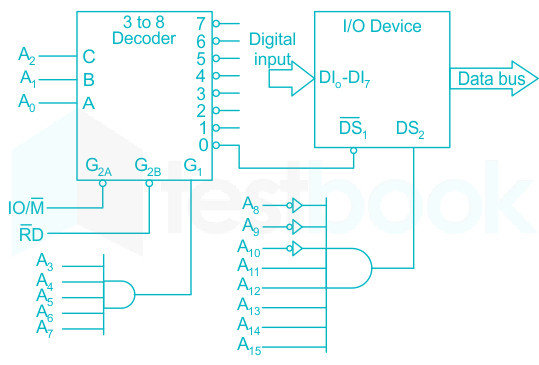 3 to 8
Decoder
7
6
5
4
3
2
1
0
A₂
A₁
A₀
C
B
A
G₂A
G₂B
G₁
IO/M̅
R̅D
A₃
A₄
A₅
A₆
A₇
Digital
input
I/O Device
DI₀-DI₇
D̅S̅₁
DS₂
Data bus
A₈
A₉
A₁₀
A₁₁
A₁₂
A₁₃
A₁₄
A₁₅
testbook